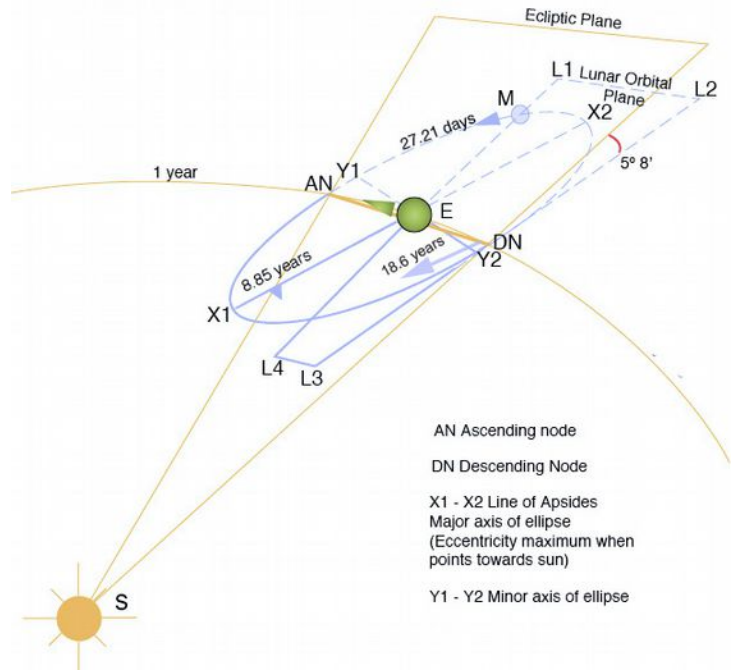 Ecliptic Plane
L1
Lunar Orbital
Plane
L2
M
X2
27.21 days
5º 8’
1 year
Y1
AN
E
DN
18.6 years
Y2
8.85 years
X1
L4
L3
AN Ascending node
DN Descending Node
X1 - X2 Line of Apsides
Major axis of ellipse
(Eccentricity maximum when
points towards sun)
Y1 - Y2 Minor axis of ellipse
S